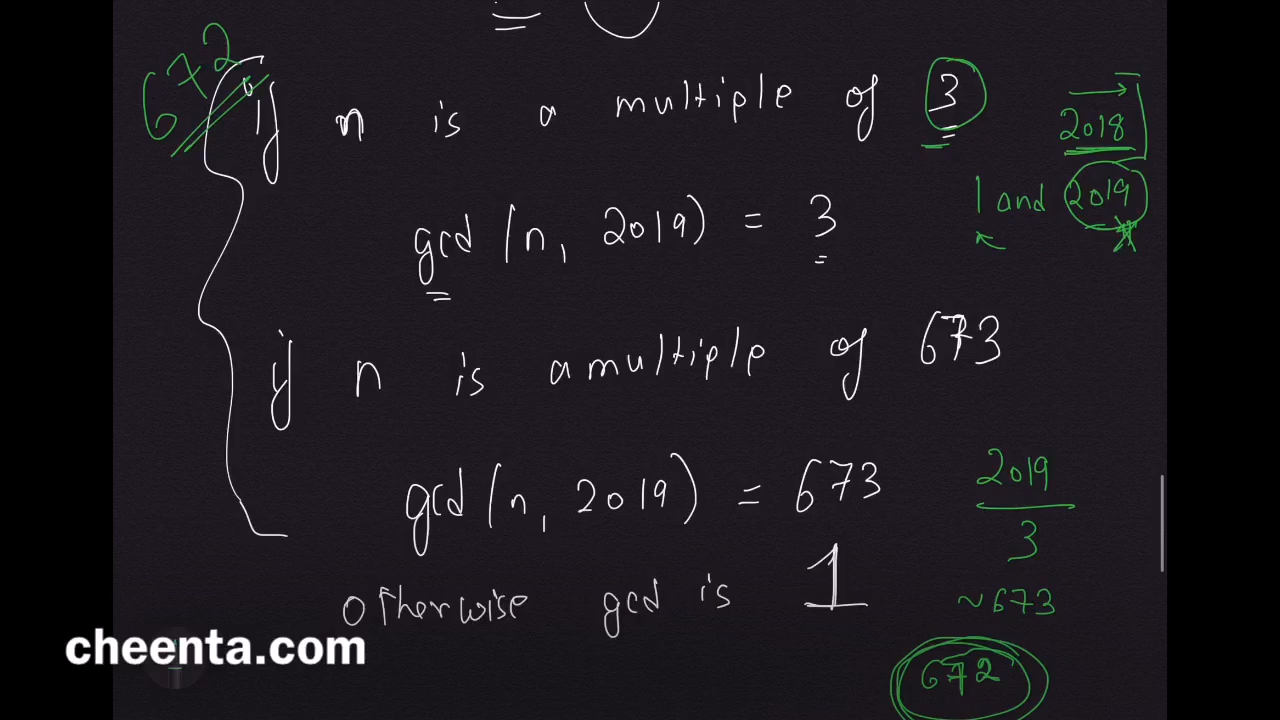 672
if n is a multiple of 3
2018
1 and 2019
gcd (n, 2019) = 3
if n is a multiple of 673
gcd (n, 2019) = 673
2019
3
otherwise gcd is 1
~673
cheenta.com
672